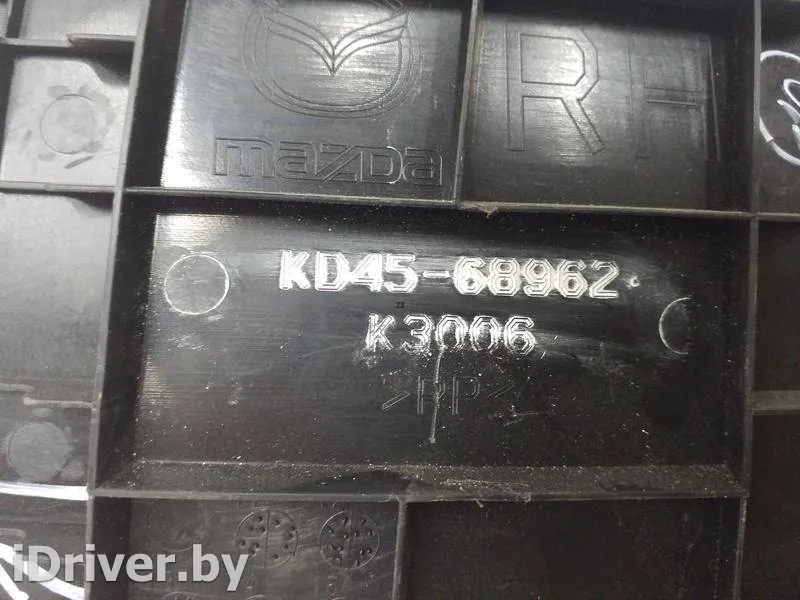 RH
mazda
KD45-68962
K3006
>PP<
iDriver.by